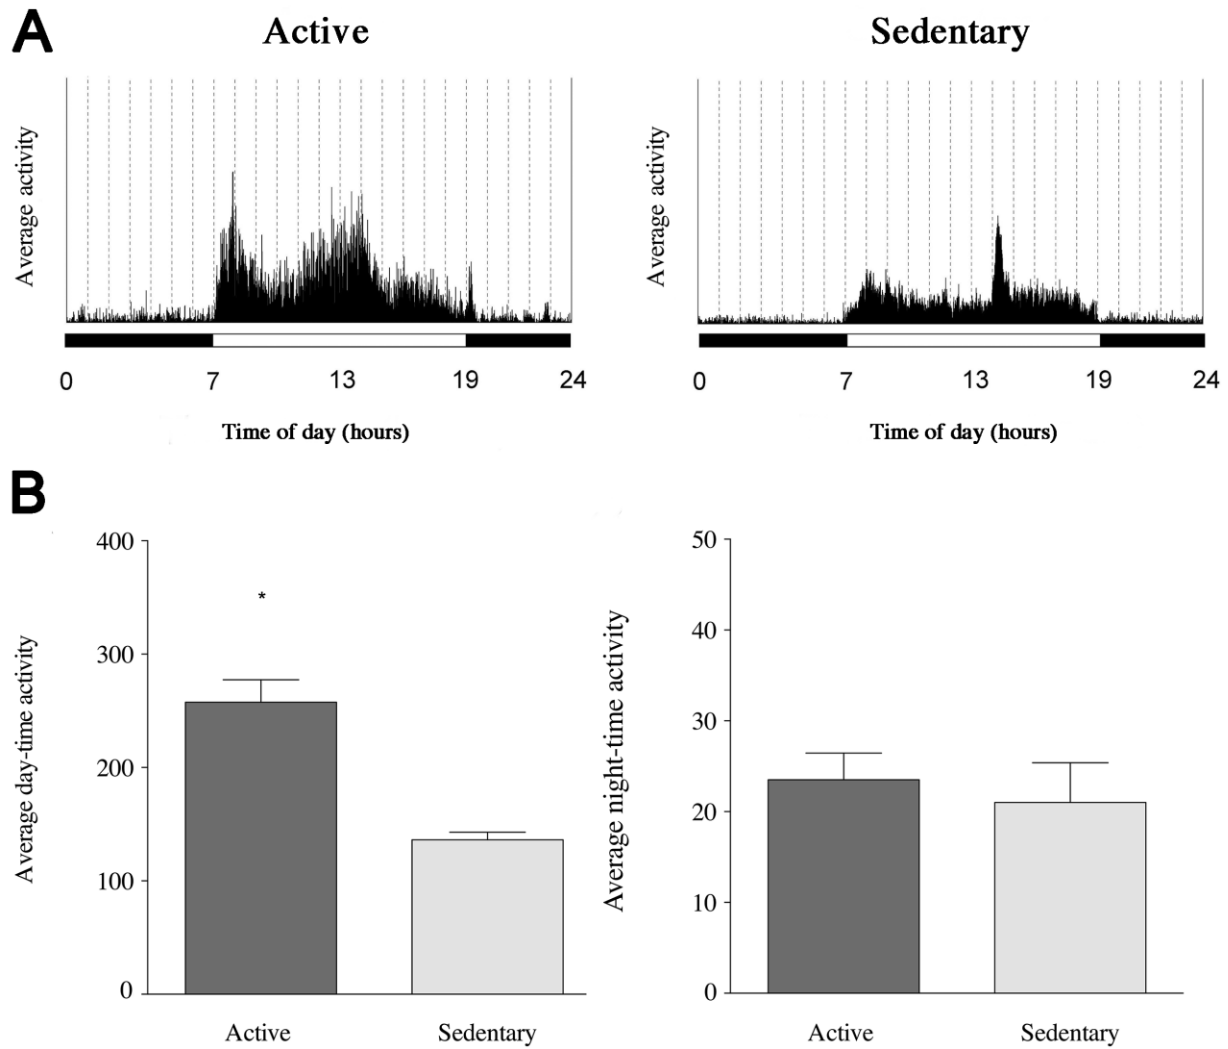 A
Active
Sedentary
Average activity
Average activity
0 7 13 19 24
0 7 13 19 24
Time of day (hours)
Time of day (hours)
B
Average day-time activity
400
300
200
100
0
*
Active Sedentary
Average night-time activity
50
40
30
20
10
0
Active Sedentary